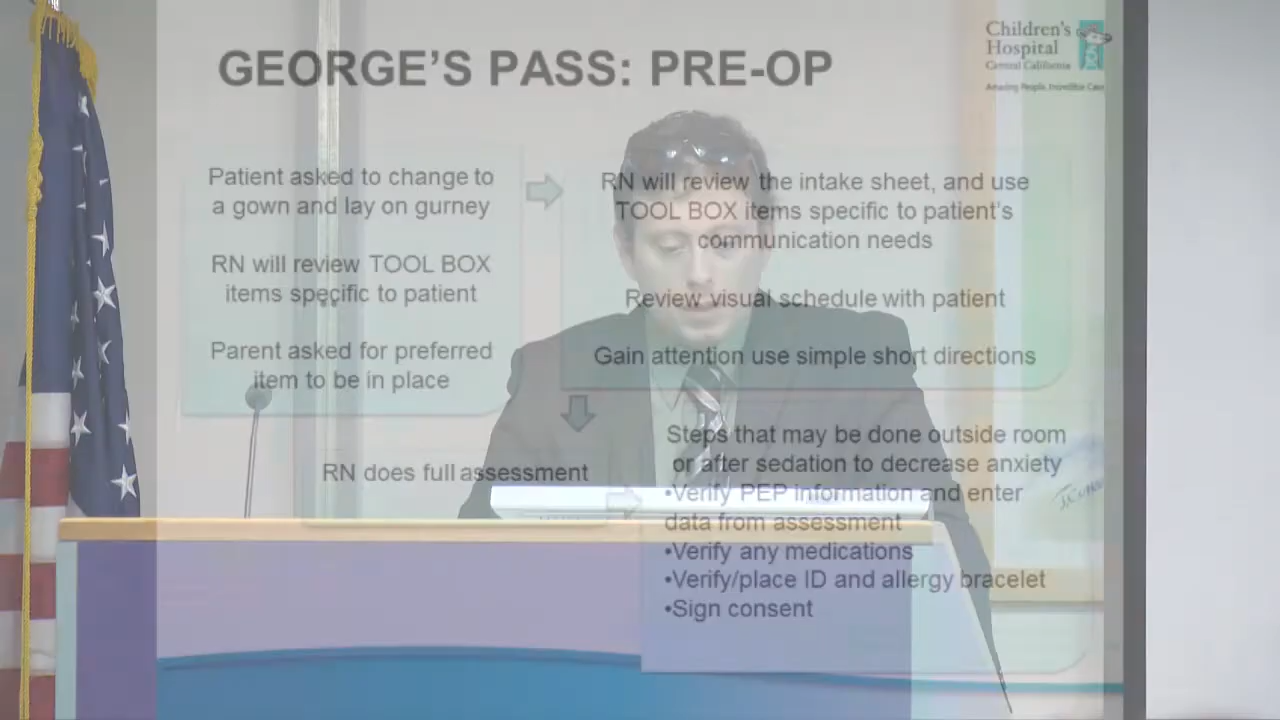 GEORGE'S PASS: PRE-OP
Children's
Hospital
Central California
Amazing People. Incredible Care.
Patient asked to change to
a gown and lay on gurney
RN will review TOOL BOX
items specific to patient
Parent asked for preferred
item to be in place
RN will review the intake sheet, and use
TOOL BOX items specific to patient's
communication needs
Review visual schedule with patient
Gain attention use simple short directions
RN does full assessment
Steps that may be done outside room
or after sedation to decrease anxiety
•Verify PEP information and enter
data from assessment
•Verify any medications
•Verify/place ID and allergy bracelet
•Sign consent